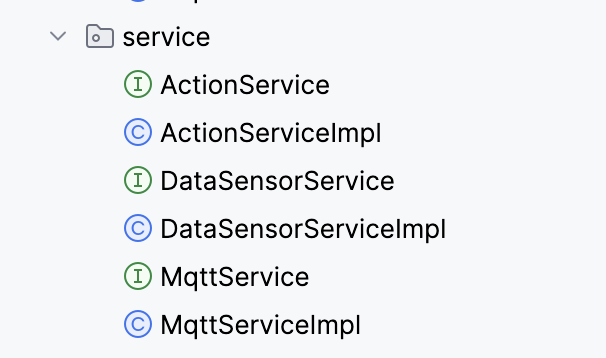 service
ActionService
ActionServiceImpl
DataSensorService
DataSensorServiceImpl
MqttService
MqttServiceImpl